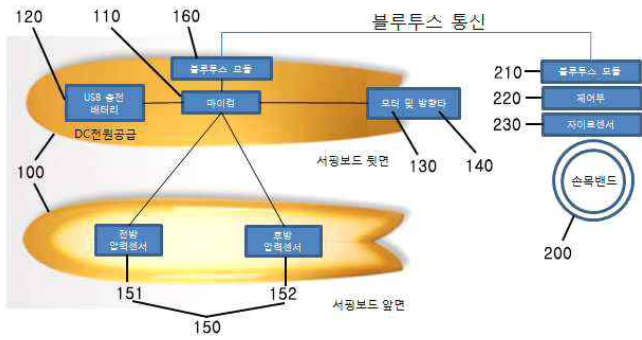 블루투스 통신
120
110
160
블루투스 모듈
USB 충전
배터리
마이컴
모터 및 방향타
DC전원공급
서핑보드 뒷면
130
140
100
210
블루투스 모듈
220
제어부
230
자이로센서
손목밴드
200
전방
압력센서
후방
압력센서
151
152
서핑보드 앞면
150